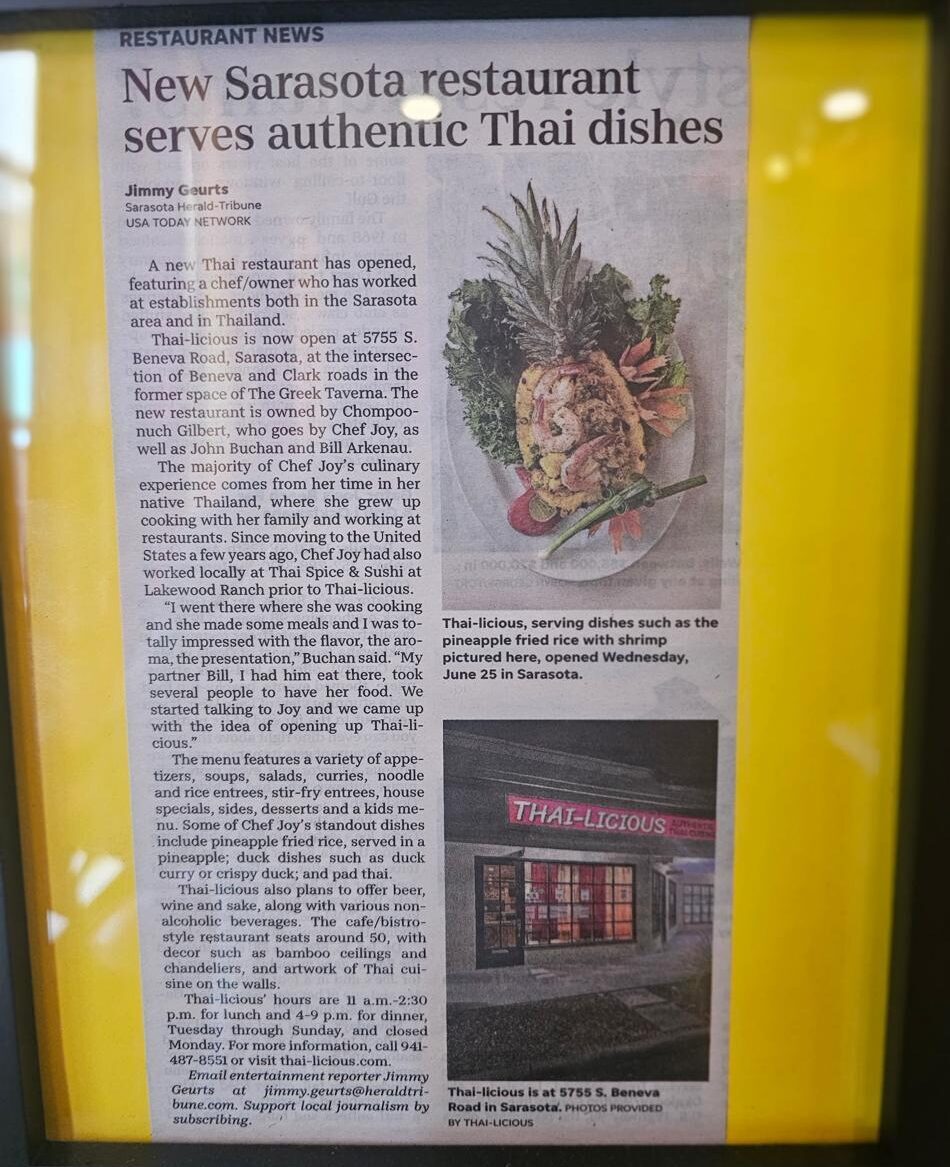 RESTAURANT NEWS
New Sarasota restaurant
serves authentic Thai dishes
Jimmy Geurts
Sarasota Herald-Tribune
USA TODAY NETWORK
A new Thai restaurant has opened,
featuring a chef/owner who has worked
at establishments both in the Sarasota
area and in Thailand.
Thai-licious is now open at 5755 S.
Beneva Road, Sarasota, at the intersec-
tion of Beneva and Clark roads in the
former space of The Greek Taverna. The
new restaurant is owned by Chompoo-
nuch Gilbert, who goes by Chef Joy, as
well as John Buchan and Bill Arkenau.
The majority of Chef Joy's culinary
experience comes from her time in her
native Thailand, where she grew up
cooking with her family and working at
restaurants. Since moving to the United
States a few years ago, Chef Joy had also
worked locally at Thai Spice & Sushi at
Lakewood Ranch prior to Thai-licious.
"I went there where she was cooking
and she made some meals and I was to-
tally impressed with the flavor, the aro-
ma, the presentation," Buchan said. "My
partner Bill, I had him eat there, took
several people to have her food. We
started talking to Joy and we came up
with the idea of opening up Thai-li-
cious."
The menu features a variety of appe-
tizers, soups, salads, curries, noodle
and rice entrees, stir-fry entrees, house
specials, sides, desserts and a kids me-
nu. Some of Chef Joy's standout dishes
include pineapple fried rice, served in a
pineapple; duck dishes such as duck
curry or crispy duck; and pad thai.
Thai-licious also plans to offer beer,
wine and sake, along with various non-
alcoholic beverages. The cafe/bistro-
style restaurant seats around 50, with
decor such as bamboo ceilings and
chandeliers, and artwork of Thai cui-
sine on the walls.
Thai-licious' hours are 11 a.m.-2:30
p.m. for lunch and 4-9 p.m. for dinner,
Tuesday through Sunday, and closed
Monday. For more information, call 941-
487-8551 or visit thai-licious.com.
Email entertainment reporter Jimmy
Geurts at jimmy.geurts@heraldtri-
bune.com. Support local journalism by
subscribing.
Thai-licious, serving dishes such as the
pineapple fried rice with shrimp
pictured here, opened Wednesday,
June 25 in Sarasota.
THAI-LICIOUS
AUTHENTIC
THAI CUISINE
Thai-licious is at 5755 S. Beneva
Road in Sarasota. PHOTOS PROVIDED
BY THAI-LICIOUS